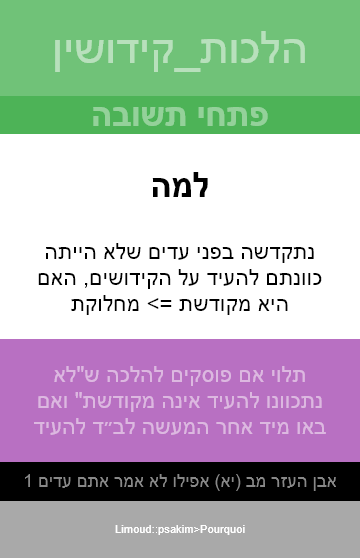 הלכות_קידושין
פתחי תשובה
למה
נתקדשה בפני עדים שלא הייתה
כוונתם להעיד על הקידושים, האם
היא מקודשת => מחלוקת
תלוי אם פוסקים להלכה ש"לא
נתכוונו להעיד אינה מקודשת" ואם
באו מיד אחר המעשה לב״ד להעיד
אבן העזר מב (יא) אפילו לא אמר אתם עדים 1
Limoud::psakim>Pourquoi